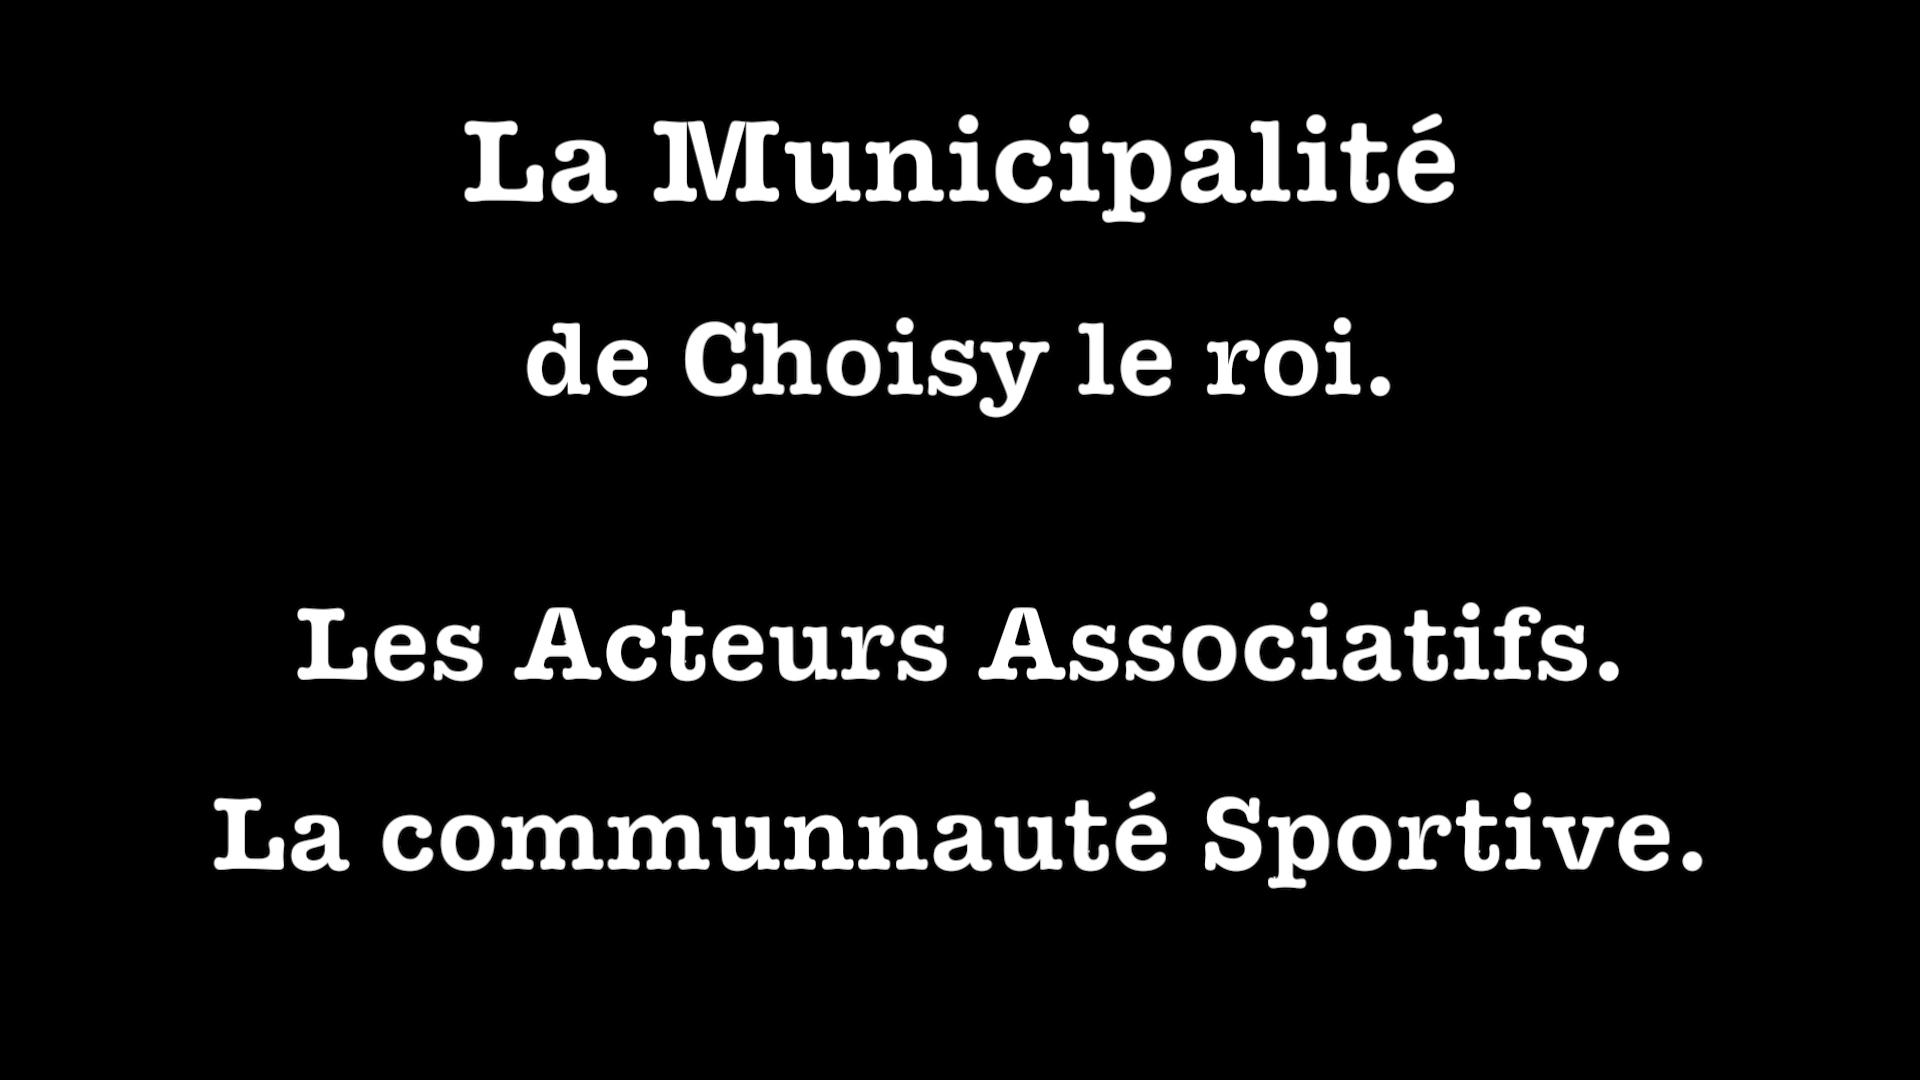 La Municipalité
de Choisy le roi.
Les Acteurs Associatifs.
La communnauté Sportive.